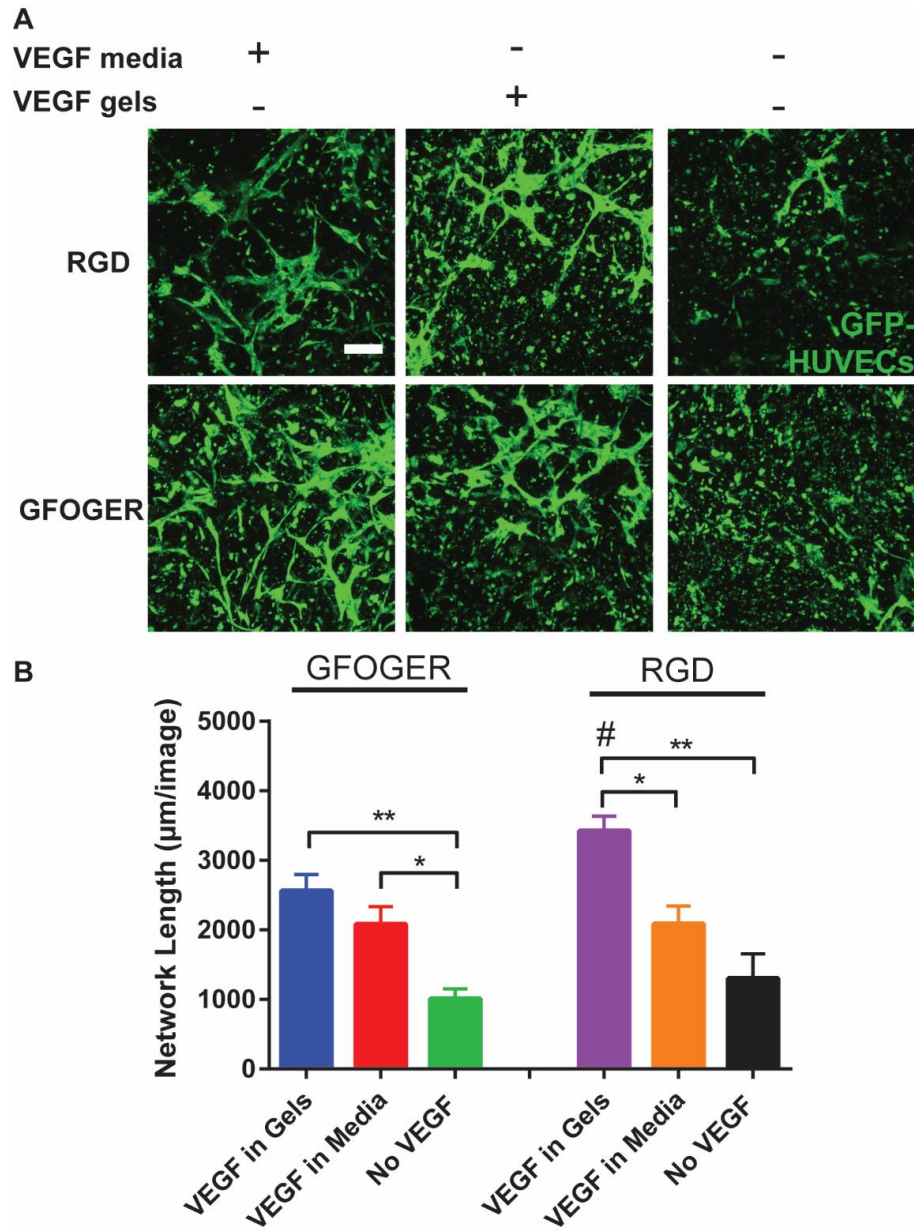 A
VEGF media + - -
VEGF gels - + -
RGD
GFP-
HUVECs
GFOGER
B
GFOGER RGD
Network Length (µm/image)
5000
4000
3000
2000
1000
0
#
**
*
**
*
VEGF in Gels
VEGF in Media
No VEGF
VEGF in Gels
VEGF in Media
No VEGF